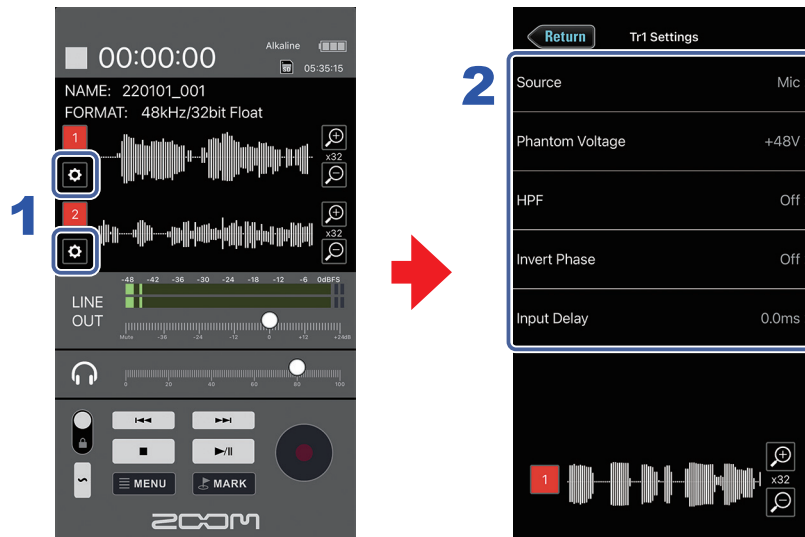 1
00:00:00
Alkaline
SD 05:35:15
NAME: 220101_001
FORMAT: 48kHz/32bit Float
1
x32
2
x32
-48 -42 -36 -30 -24 -18 -12 -6 0dBFS
LINE
OUT
Mute -36 -24 -12 0 +12 +24dB
0 20 40 60 80 100
MENU
MARK
ZOOM
2
Return
Tr1 Settings
Source Mic
Phantom Voltage +48V
HPF Off
Invert Phase Off
Input Delay 0.0ms
1
x32